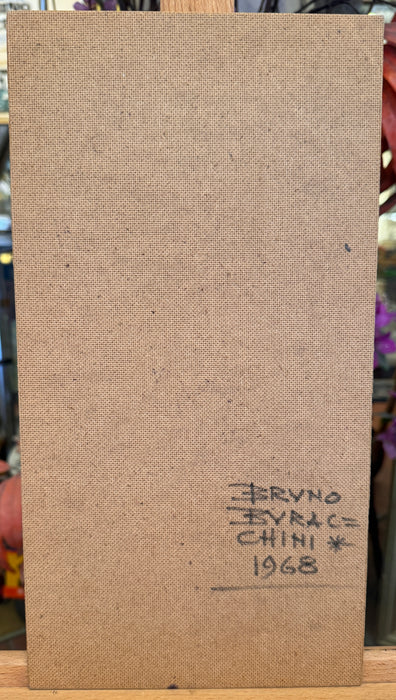 BRVNO
BVRAC=
CHINI *
1968